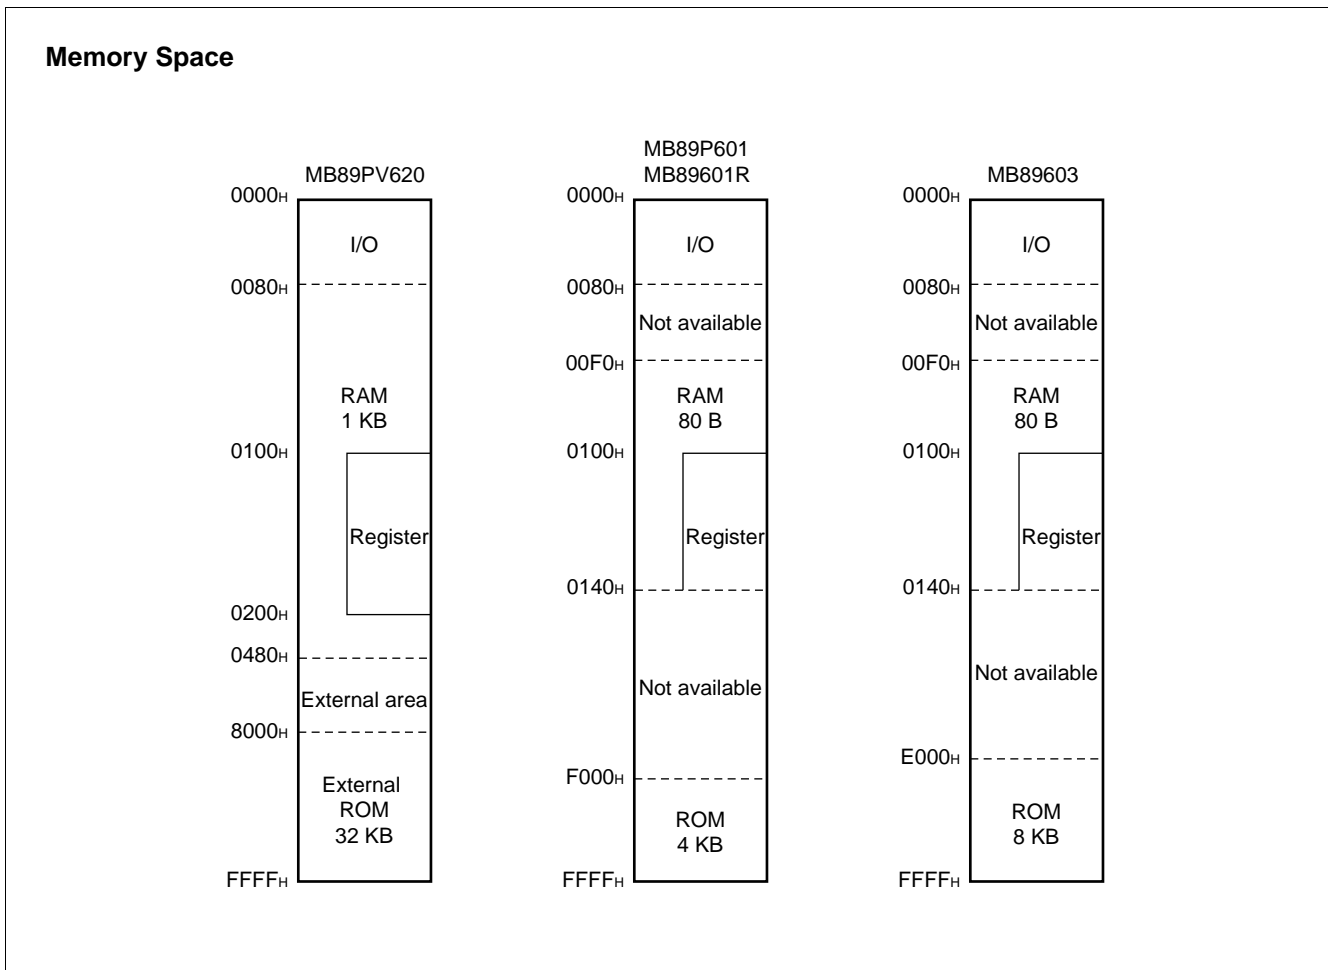 Memory Space
MB89PV620
0000H
I/O
0080H
RAM
1 KB
0100H
Register
0200H
0480H
External area
8000H
External
ROM
32 KB
FFFFH
MB89P601
MB89601R
0000H
I/O
0080H
Not available
00F0H
RAM
80 B
0100H
Register
0140H
Not available
F000H
ROM
4 KB
FFFFH
MB89603
0000H
I/O
0080H
Not available
00F0H
RAM
80 B
0100H
Register
0140H
Not available
E000H
ROM
8 KB
FFFFH